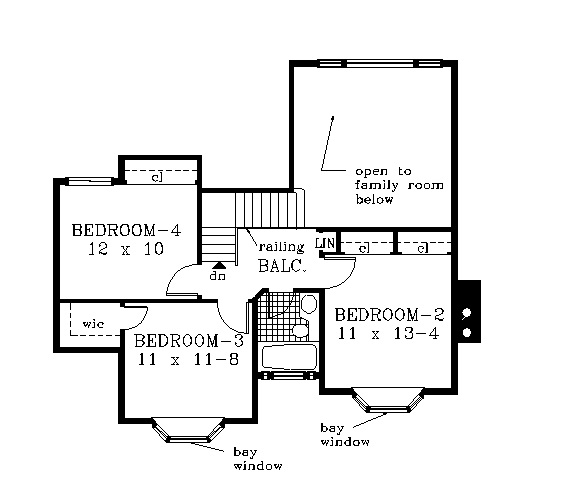 open to
family room
below
cl
BEDROOM-4
12 x 10
railing
LIN
cl
cl
BALC.
dn
wic
BEDROOM-3
11 x 11-8
BEDROOM-2
11 x 13-4
bay
window
bay
window